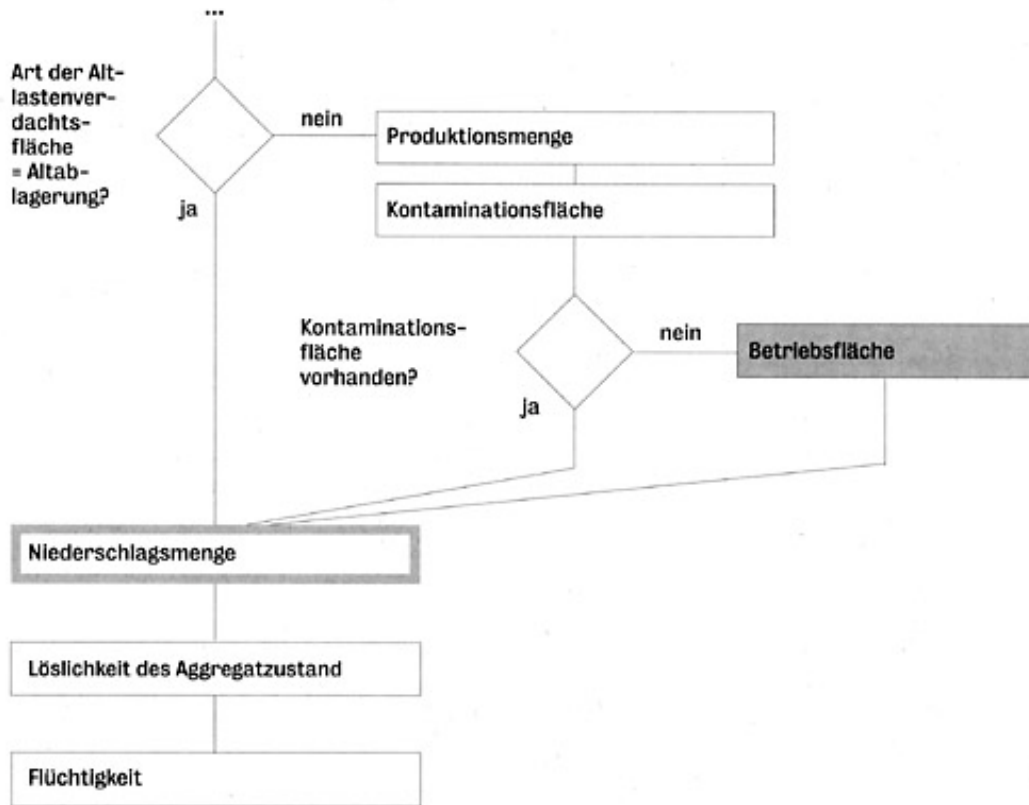 ...
Art der Alt-
lastenver-
dachts-
fläche
= Altab-
lagerung?
nein
ja
Produktionsmenge
Kontaminationsfläche
Kontaminations-
fläche
vorhanden?
nein
ja
Betriebsfläche
Niederschlagsmenge
Löslichkeit des Aggregatzustand
Flüchtigkeit